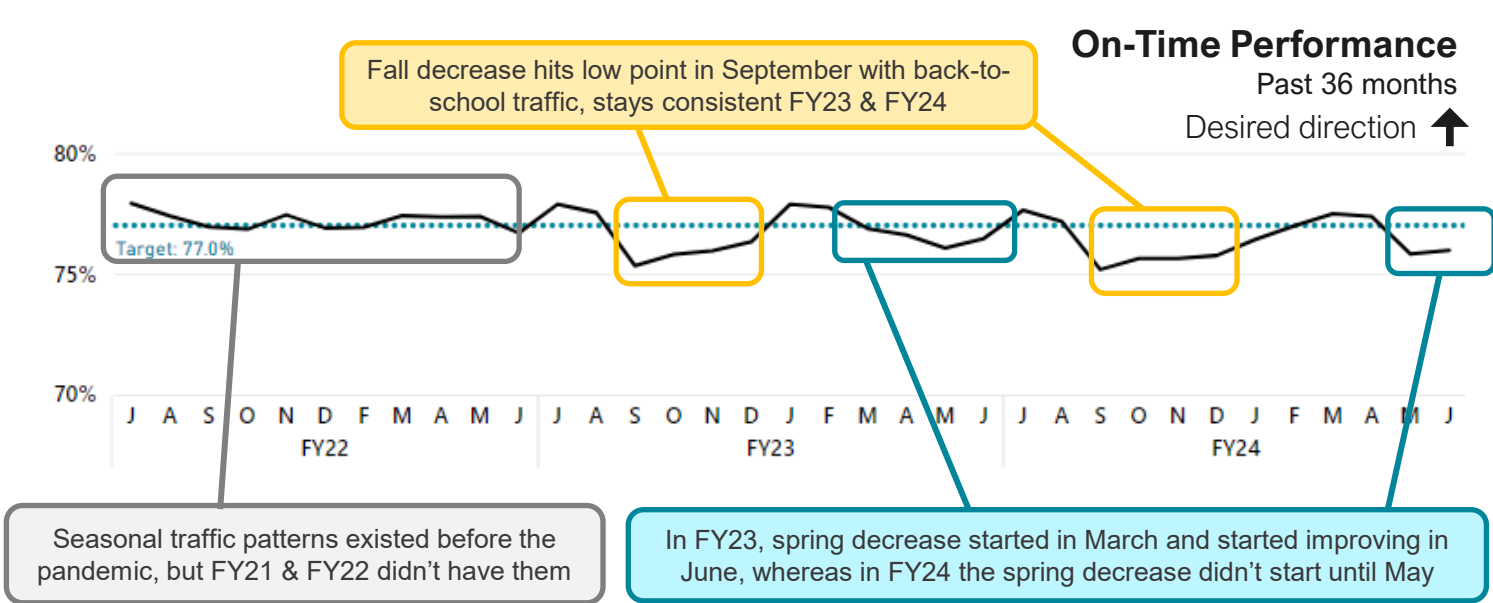 On-Time Performance
Past 36 months
Desired direction
Fall decrease hits low point in September with back-to-
school traffic, stays consistent FY23 & FY24
80%
Target: 77.0%
75%
70%
J A S O N D F M A M J J A S O N D J F M A M J J A S O N D J F M A M J
FY22 FY23 FY24
Seasonal traffic patterns existed before the
pandemic, but FY21 & FY22 didn’t have them
In FY23, spring decrease started in March and started improving in
June, whereas in FY24 the spring decrease didn’t start until May